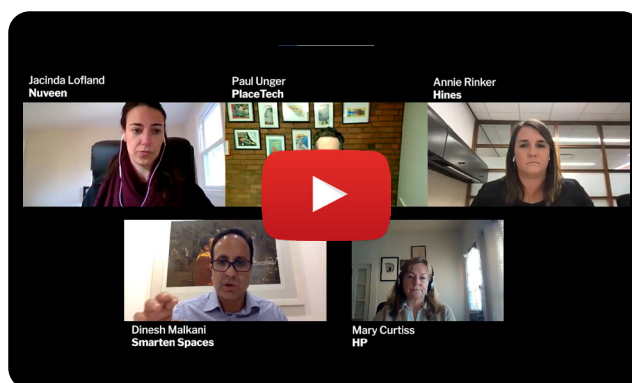 Jacinda Lofland
Nuveen
Paul Unger
PlaceTech
Annie Rinker
Hines
Dinesh Malkani
Smarten Spaces
Mary Curtiss
HP